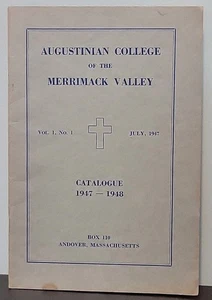 AUGUSTINIAN COLLEGE
OF THE
MERRIMACK VALLEY
VOL. 1, NO. 1 JULY, 1947
CATALOGUE
1947 — 1948
BOX 110
ANDOVER, MASSACHUSETTS